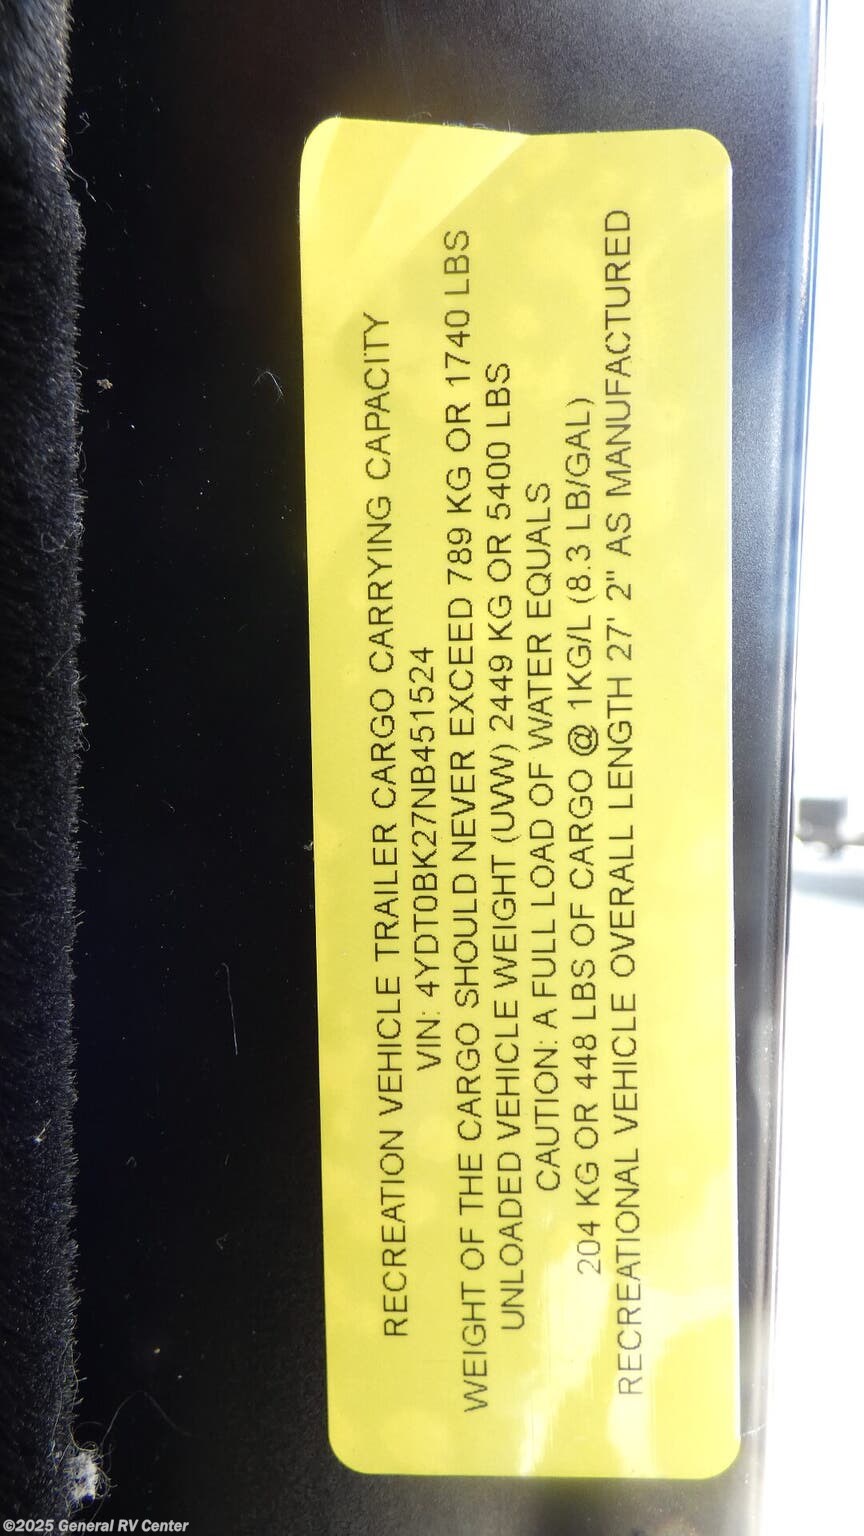 RECREATION VEHICLE TRAILER CARGO CARRYING CAPACITY
VIN: 4YDT0BK27NB451524
WEIGHT OF THE CARGO SHOULD NEVER EXCEED 789 KG OR 1740 LBS
UNLOADED VEHICLE WEIGHT (UVW) 2449 KG OR 5400 LBS
CAUTION: A FULL LOAD OF WATER EQUALS
204 KG OR 448 LBS OF CARGO @ 1KG/L (8.3 LB/GAL)
RECREATIONAL VEHICLE OVERALL LENGTH 27' 2" AS MANUFACTURED
©2025 General RV Center